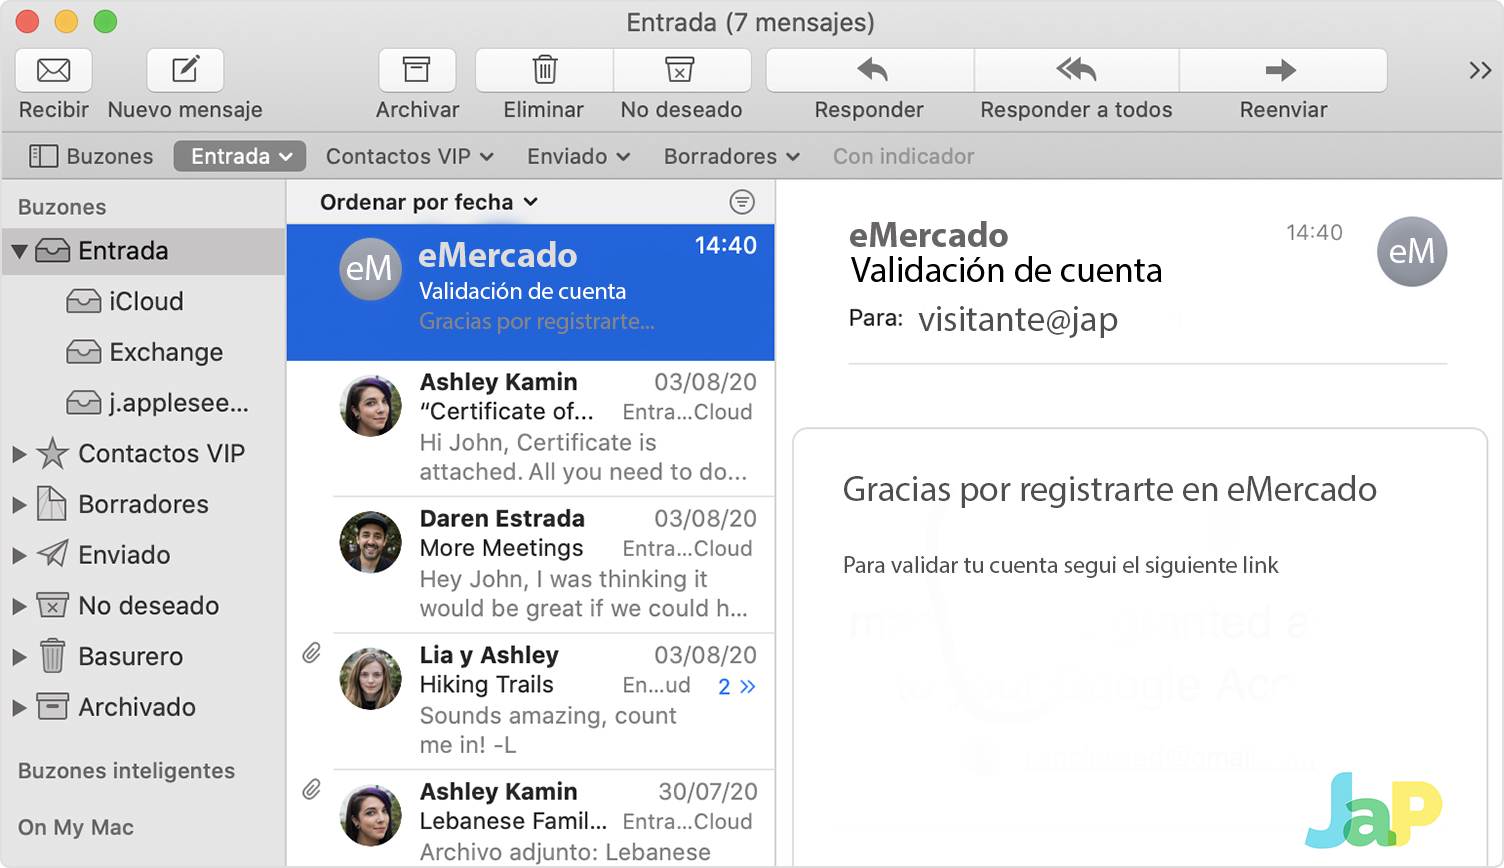 Entrada (7 mensajes)
Recibir
Nuevo mensaje
Archivar
Eliminar
No deseado
Responder
Responder a todos
Reenviar
Buzones
Entrada
Contactos VIP
Enviado
Borradores
Con indicador
Buzones
Entrada
iCloud
Exchange
j.applesee...
Contactos VIP
Borradores
Enviado
No deseado
Basurero
Archivado
Buzones inteligentes
On My Mac
Ordenar por fecha
eM
eMercado 14:40
Validación de cuenta
Gracias por registrarte...
Ashley Kamin 03/08/20
“Certificate of... Entra...Cloud
Hi John, Certificate is
attached. All you need to do...
Daren Estrada 03/08/20
More Meetings Entra...Cloud
Hey John, I was thinking it
would be great if we could h...
Lia y Ashley 03/08/20
Hiking Trails En...ud 2 »
Sounds amazing, count
me in! -L
Ashley Kamin 30/07/20
Lebanese Famil... Entra...Cloud
Archivo adjunto: Lebanese
eMercado 14:40
eM
Validación de cuenta
Para: visitante@jap
Gracias por registrarte en eMercado
Para validar tu cuenta segui el siguiente link
JaP